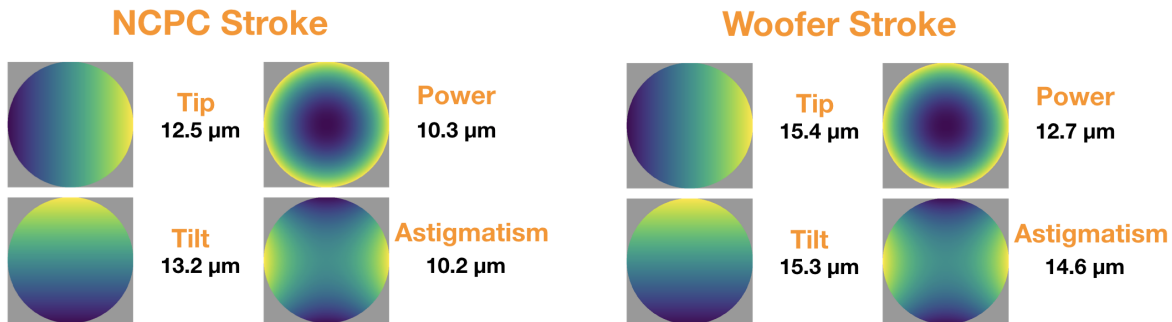 NCPC Stroke
Tip
12.5 µm
Power
10.3 µm
Tilt
13.2 µm
Astigmatism
10.2 µm
Woofer Stroke
Tip
15.4 µm
Power
12.7 µm
Tilt
15.3 µm
Astigmatism
14.6 µm